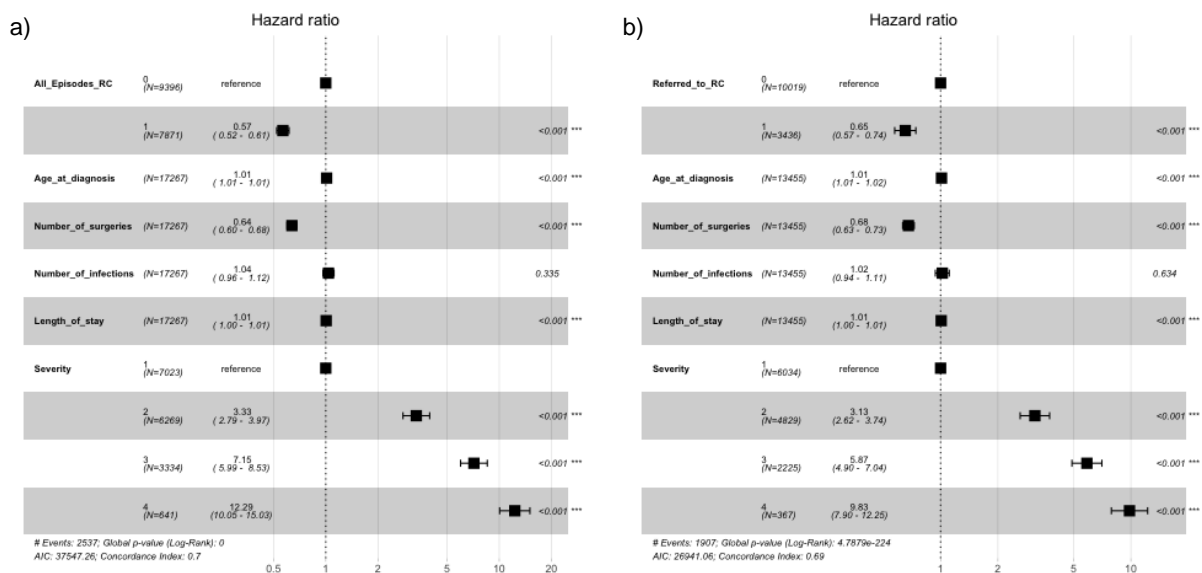 a)
Hazard ratio
All_Episodes_RC
0
(N=9396)
reference
1
(N=7871)
0.57
( 0.52 - 0.61)
<0.001 ***
Age_at_diagnosis
(N=17267)
1.01
( 1.01 - 1.01)
<0.001 ***
Number_of_surgeries
(N=17267)
0.64
( 0.60 - 0.68)
<0.001 ***
Number_of_infections
(N=17267)
1.04
( 0.96 - 1.12)
0.335
Length_of_stay
(N=17267)
1.01
( 1.00 - 1.01)
<0.001 ***
Severity
1
(N=7023)
reference
2
(N=6269)
3.33
( 2.79 - 3.97)
<0.001 ***
3
(N=3334)
7.15
( 5.99 - 8.53)
<0.001 ***
4
(N=641)
12.29
(10.05 - 15.03)
<0.001 ***
# Events: 2537; Global p-value (Log-Rank): 0
AIC: 37547.26; Concordance Index: 0.7
0.5 1 2 5 10 20
b)
Hazard ratio
Referred_to_RC
0
(N=10019)
reference
1
(N=3436)
0.65
(0.57 - 0.74)
<0.001 ***
Age_at_diagnosis
(N=13455)
1.01
(1.01 - 1.02)
<0.001 ***
Number_of_surgeries
(N=13455)
0.68
(0.63 - 0.73)
<0.001 ***
Number_of_infections
(N=13455)
1.02
(0.94 - 1.11)
0.634
Length_of_stay
(N=13455)
1.01
(1.00 - 1.01)
<0.001 ***
Severity
1
(N=6034)
reference
2
(N=4829)
3.13
(2.62 - 3.74)
<0.001 ***
3
(N=2225)
5.87
(4.90 - 7.04)
<0.001 ***
4
(N=367)
9.83
(7.90 - 12.25)
<0.001 ***
# Events: 1907; Global p-value (Log-Rank): 4.7879e-224
AIC: 26941.06; Concordance Index: 0.69
1 2 5 10